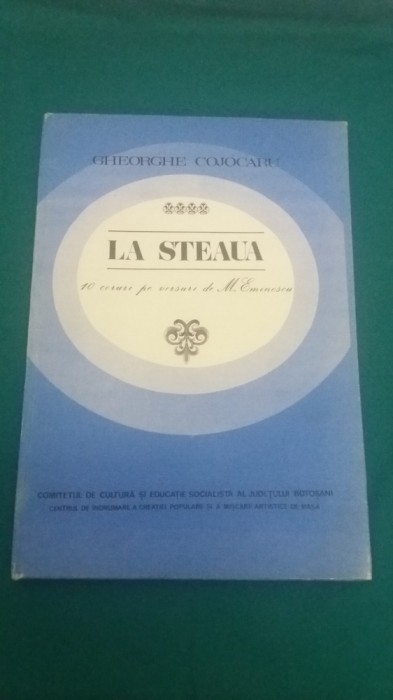 GHEORGHE COJOCARU
LA STEAUA
10 coruri pe versuri de M. Eminescu
COMITETUL DE CULTURĂ ȘI EDUCAȚIE SOCIALISTĂ AL JUDEȚULUI BOTOȘANI
CENTRUL DE ÎNDRUMARE A CREAȚIEI POPULARE ȘI A MIȘCĂRII ARTISTICE DE MASĂ